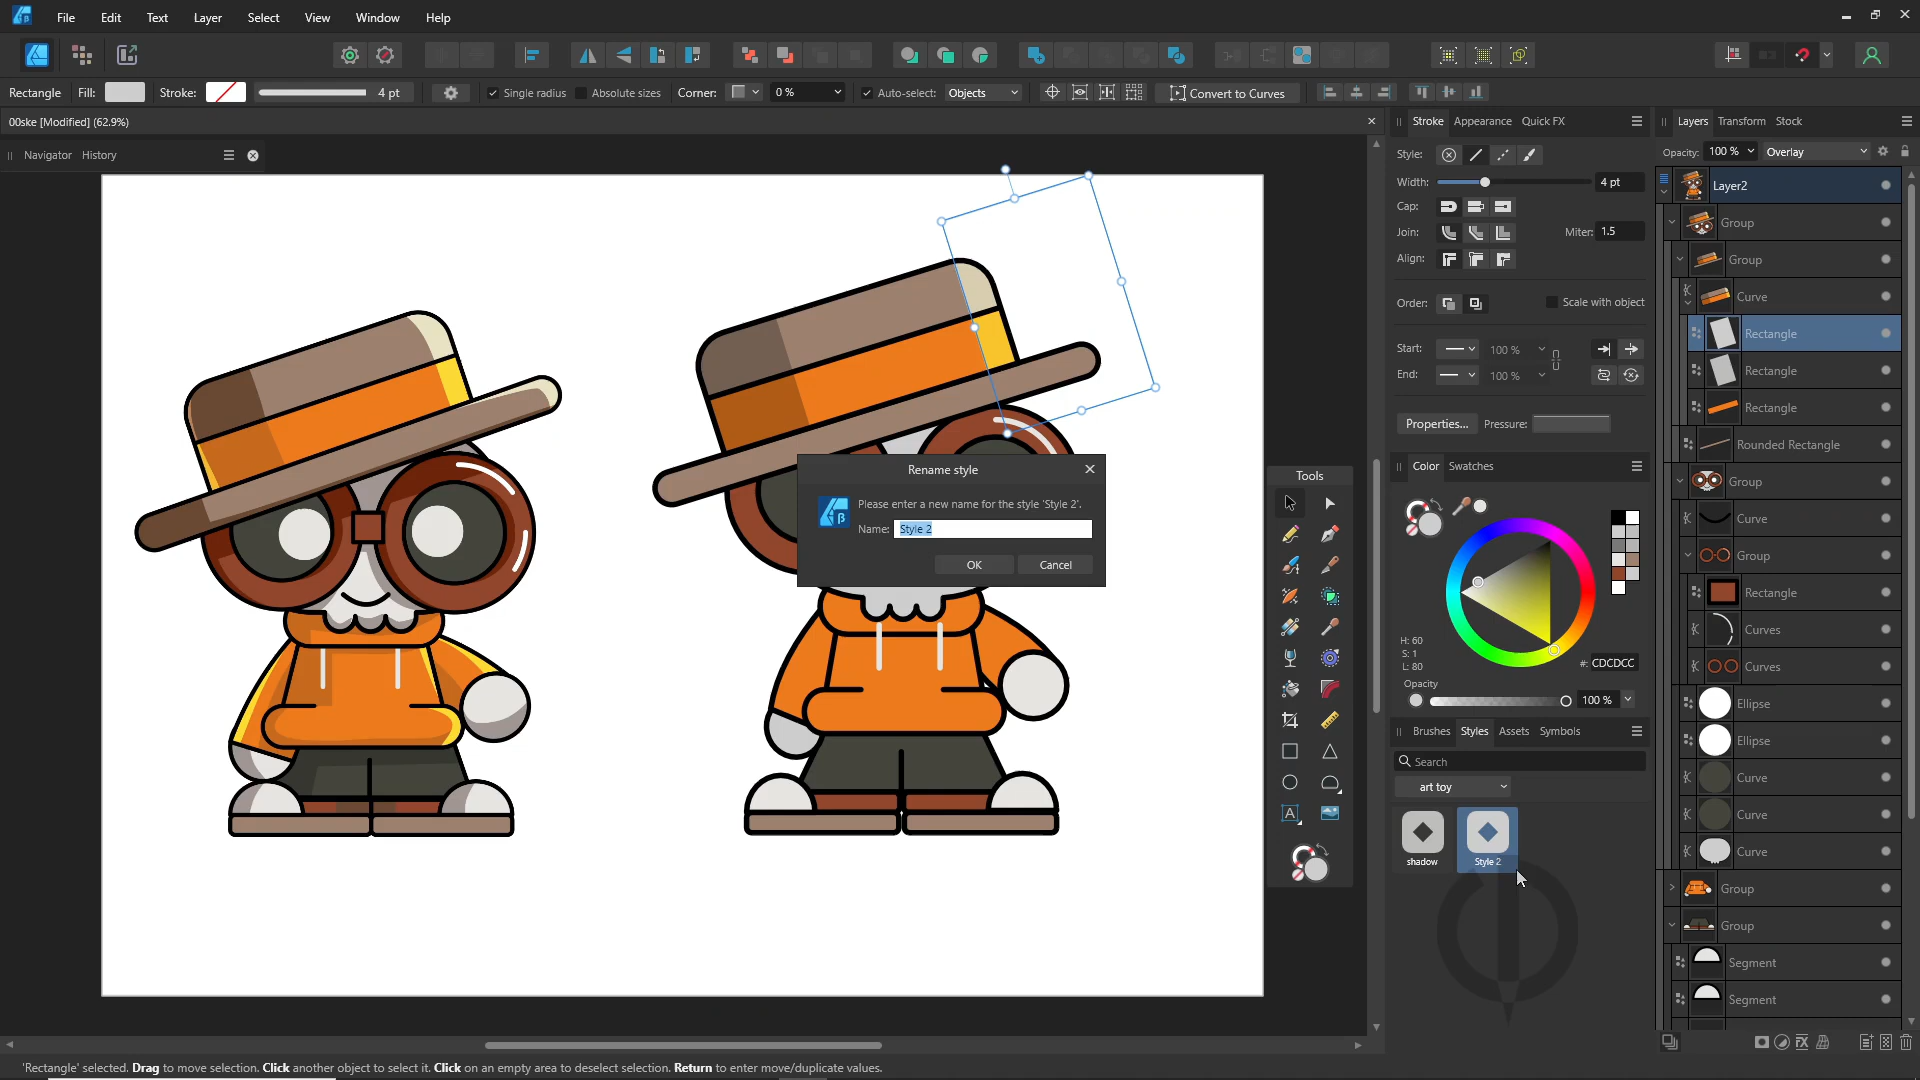 File Edit Text Layer Select View Window Help
Rectangle Fill: Stroke: 4 pt Single radius Absolute sizes Corner: 0 % Auto-select: Objects Convert to Curves
00ske [Modified] (62.9%)
Navigator History
Stroke Appearance Quick FX
Style:
Width: 4 pt
Cap:
Join: Miter: 1.5
Align:
Order: Scale with object
Start: 100 %
End: 100 %
Properties... Pressure:
Color Swatches
H: 60
S: 1
L: 80
#: CDCDCC
Opacity
100 %
Brushes Styles Assets Symbols
Search
art toy
shadow Style 2
Tools
A
Rename style
Please enter a new name for the style 'Style 2'.
Name: Style 2
OK Cancel
β
Layers Transform Stock
Opacity: 100 % Overlay
Layer2
Group
Group
Curve
Rectangle
Rectangle
Rectangle
Rounded Rectangle
Group
Curve
Group
Rectangle
Curves
Curves
Ellipse
Ellipse
Curve
Curve
Curve
Group
Group
Segment
Segment
'Rectangle' selected. Drag to move selection. Click another object to select it. Click on an empty area to deselect selection. Return to enter move/duplicate values.